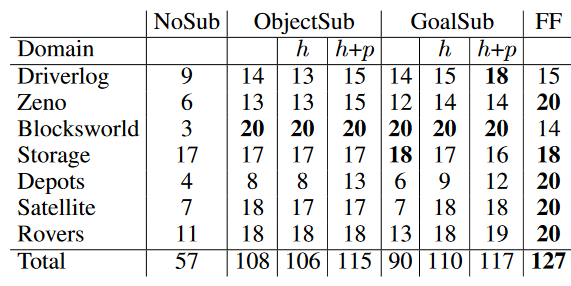 NoSub ObjectSub GoalSub FF
Domain h h+p h h+p
Driverlog 9 14 13 15 14 15 18 15
Zeno 6 13 13 15 12 14 14 20
Blocksworld 3 20 20 20 20 20 20 14
Storage 17 17 17 17 18 17 16 18
Depots 4 8 8 13 6 9 12 20
Satellite 7 18 17 17 7 18 18 20
Rovers 11 18 18 18 13 18 19 20
Total 57 108 106 115 90 110 117 127